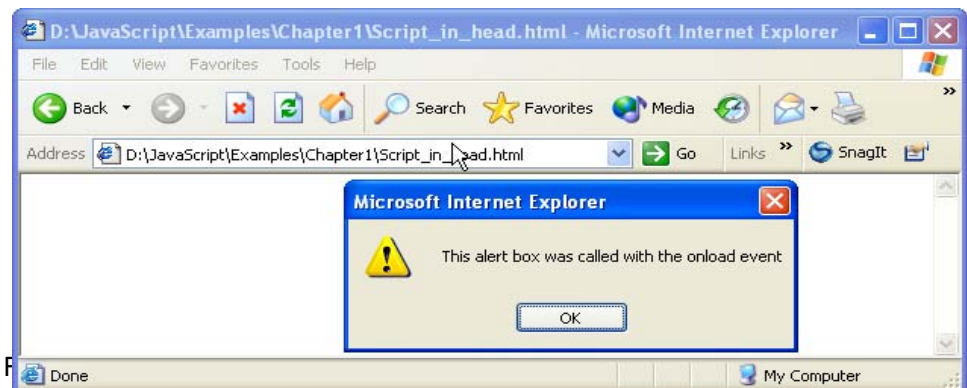 D:\JavaScript\Examples\Chapter1\Script_in_head.html - Microsoft Internet Explorer
File Edit View Favorites Tools Help
Back Search Favorites Media »
Address D:\JavaScript\Examples\Chapter1\Script_in_head.html Go Links » SnagIt
Microsoft Internet Explorer
This alert box was called with the onload event
OK
Done My Computer